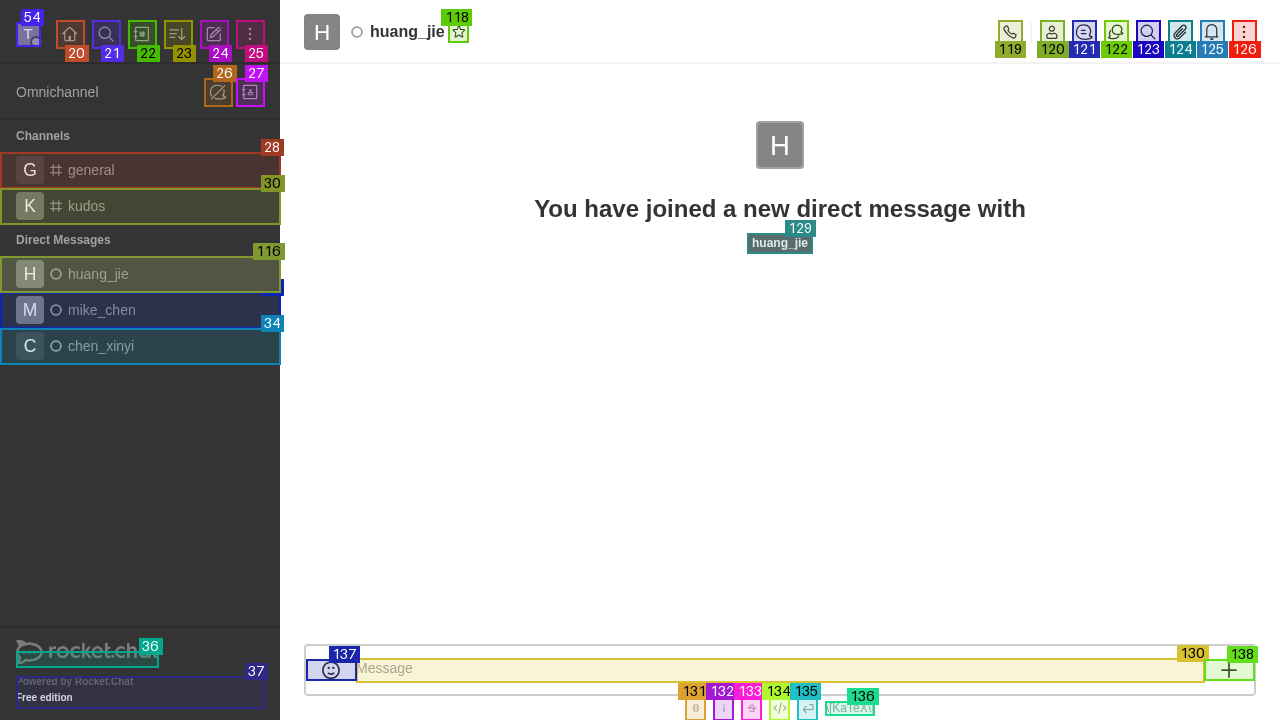 54
T
20
21
22
23
24
25
118
H
huang_jie
119
120
121
122
123
124
125
126
Omnichannel
26
27
Channels
28
G general
30
K kudos
Direct Messages
116
H huang_jie
M mike_chen
34
C chen_xinyi
H
You have joined a new direct message with
129
huang_jie
rocket.chat
36
Powered by Rocket.Chat
37
Free edition
137
Message
130
138
131
132
133
134
135
136
B
i
S
</>
\[KaTeX\]